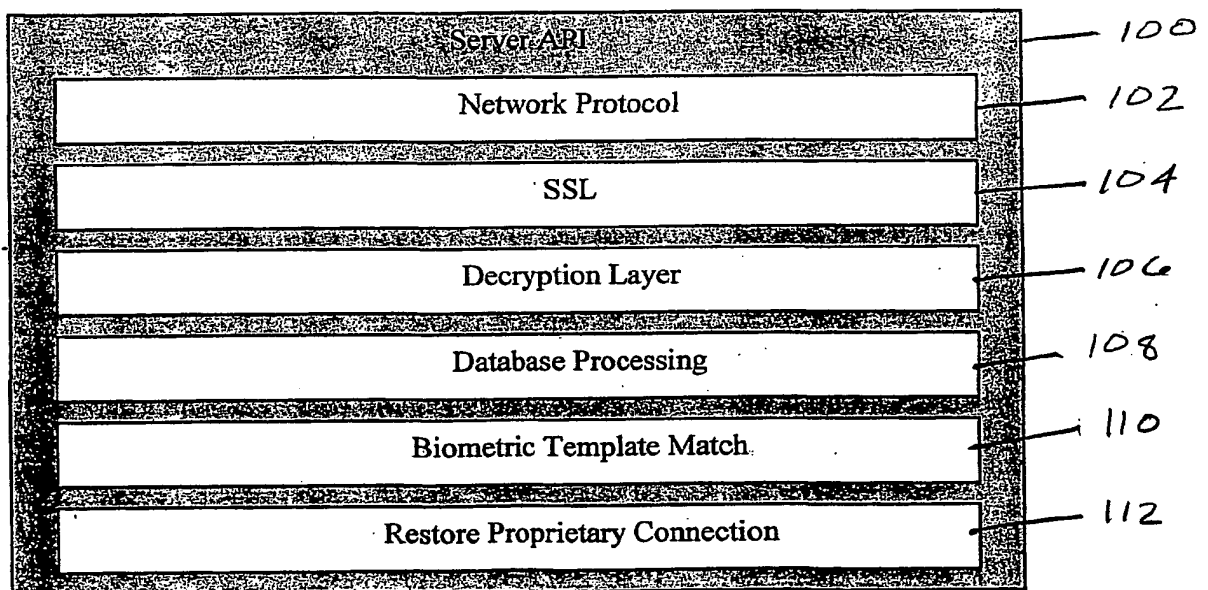 Server API 100
Network Protocol 102
SSL 104
Decryption Layer 106
Database Processing 108
Biometric Template Match 110
Restore Proprietary Connection 112